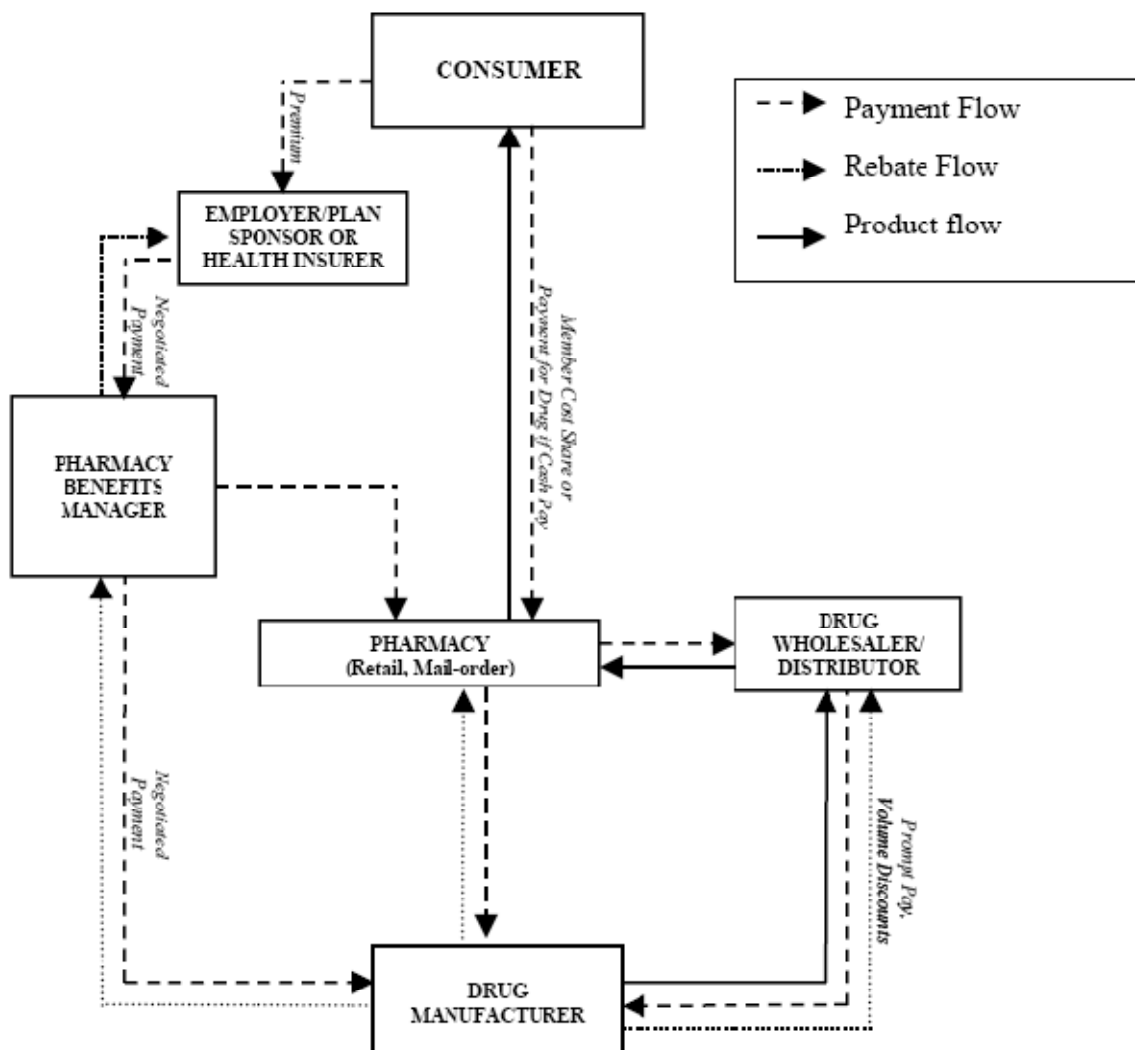 CONSUMER
Payment Flow
Rebate Flow
Product flow
Premium
EMPLOYER/PLAN
SPONSOR OR
HEALTH INSURER
Negotiated
Payment
Member Cost Share or
Payment for Drug if Cash Pay
PHARMACY
BENEFITS
MANAGER
PHARMACY
(Retail, Mail-order)
DRUG
WHOLESALER/
DISTRIBUTOR
Negotiated
Payment
Prompt Pay,
Volume Discounts
DRUG
MANUFACTURER